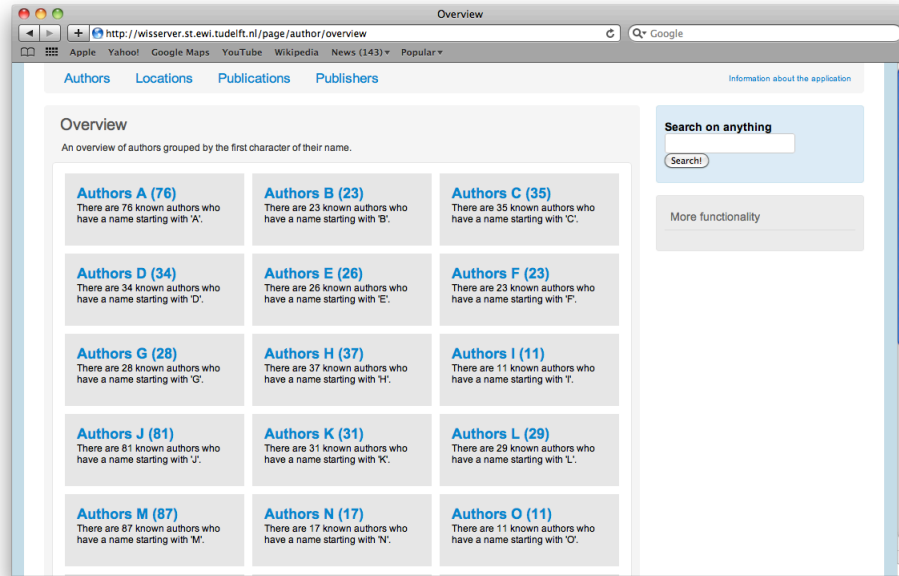 Overview
http://wisserver.st.ewi.tudelft.nl/page/author/overview
Google
Apple Yahoo! Google Maps YouTube Wikipedia News (143) Popular
Authors Locations Publications Publishers
Information about the application
Overview
An overview of authors grouped by the first character of their name.
Authors A (76)
There are 76 known authors who
have a name starting with 'A'.
Authors B (23)
There are 23 known authors who
have a name starting with 'B'.
Authors C (35)
There are 35 known authors who
have a name starting with 'C'.
Authors D (34)
There are 34 known authors who
have a name starting with 'D'.
Authors E (26)
There are 26 known authors who
have a name starting with 'E'.
Authors F (23)
There are 23 known authors who
have a name starting with 'F'.
Authors G (28)
There are 28 known authors who
have a name starting with 'G'.
Authors H (37)
There are 37 known authors who
have a name starting with 'H'.
Authors I (11)
There are 11 known authors who
have a name starting with 'I'.
Authors J (81)
There are 81 known authors who
have a name starting with 'J'.
Authors K (31)
There are 31 known authors who
have a name starting with 'K'.
Authors L (29)
There are 29 known authors who
have a name starting with 'L'.
Authors M (87)
There are 87 known authors who
have a name starting with 'M'.
Authors N (17)
There are 17 known authors who
have a name starting with 'N'.
Authors O (11)
There are 11 known authors who
have a name starting with 'O'.
Search on anything
Search!
More functionality